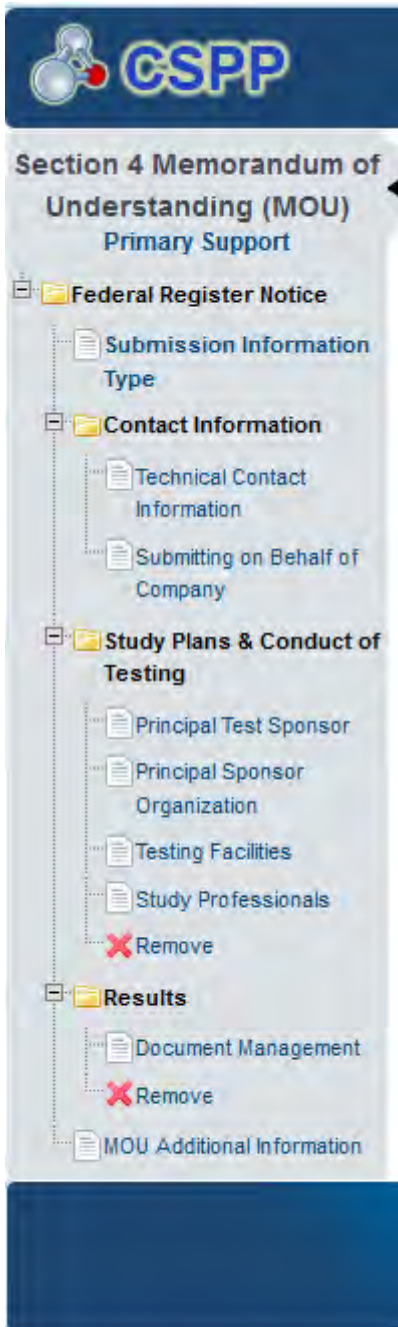 CSPP
Section 4 Memorandum of
Understanding (MOU)
Primary Support
Federal Register Notice
Submission Information
Type
Contact Information
Technical Contact
Information
Submitting on Behalf of
Company
Study Plans & Conduct of
Testing
Principal Test Sponsor
Principal Sponsor
Organization
Testing Facilities
Study Professionals
Remove
Results
Document Management
Remove
MOU Additional Information